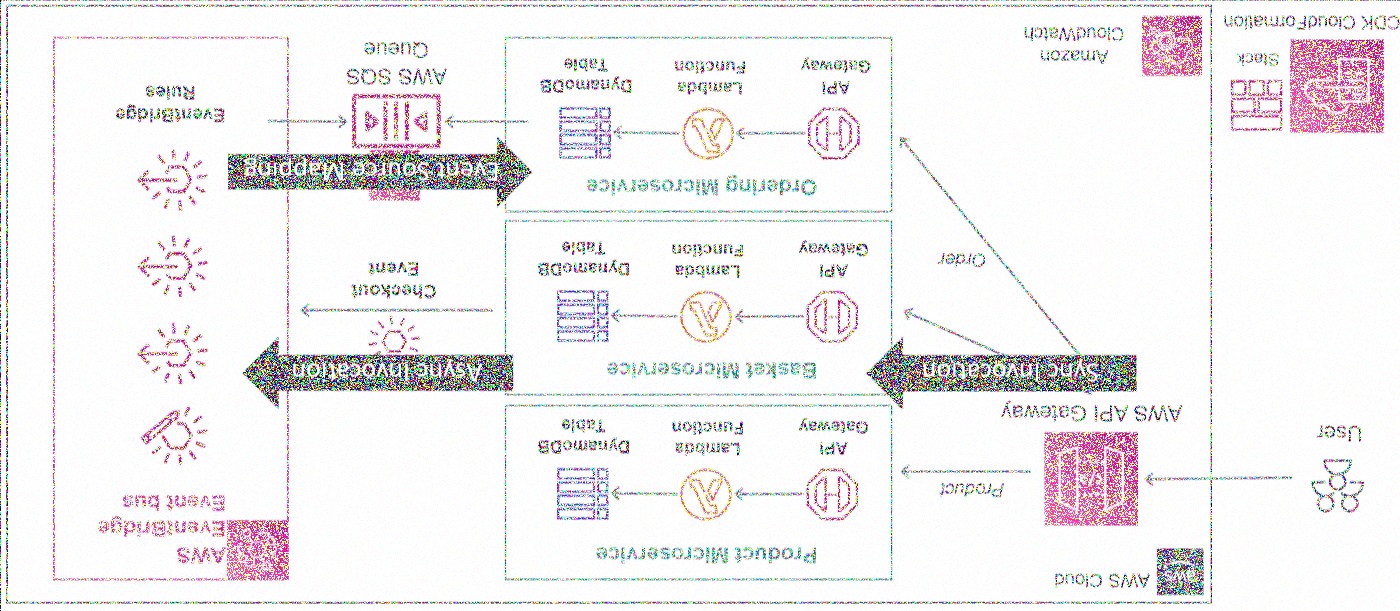 AWS Cloud
User
AWS API Gateway
Product
Sync Invocation
Order
Product Microservice
API
Gateway
Lambda
Function
DynamoDB
Table
Basket Microservice
API
Gateway
Lambda
Function
DynamoDB
Table
Ordering Microservice
API
Gateway
Lambda
Function
DynamoDB
Table
Async Invocation
Checkout
Event
Event Source Mapping
AWS SQS
Queue
AWS
EventBridge
Event bus
EventBridge
Rules
Amazon
CloudWatch
Stack
CDK CloudFormation